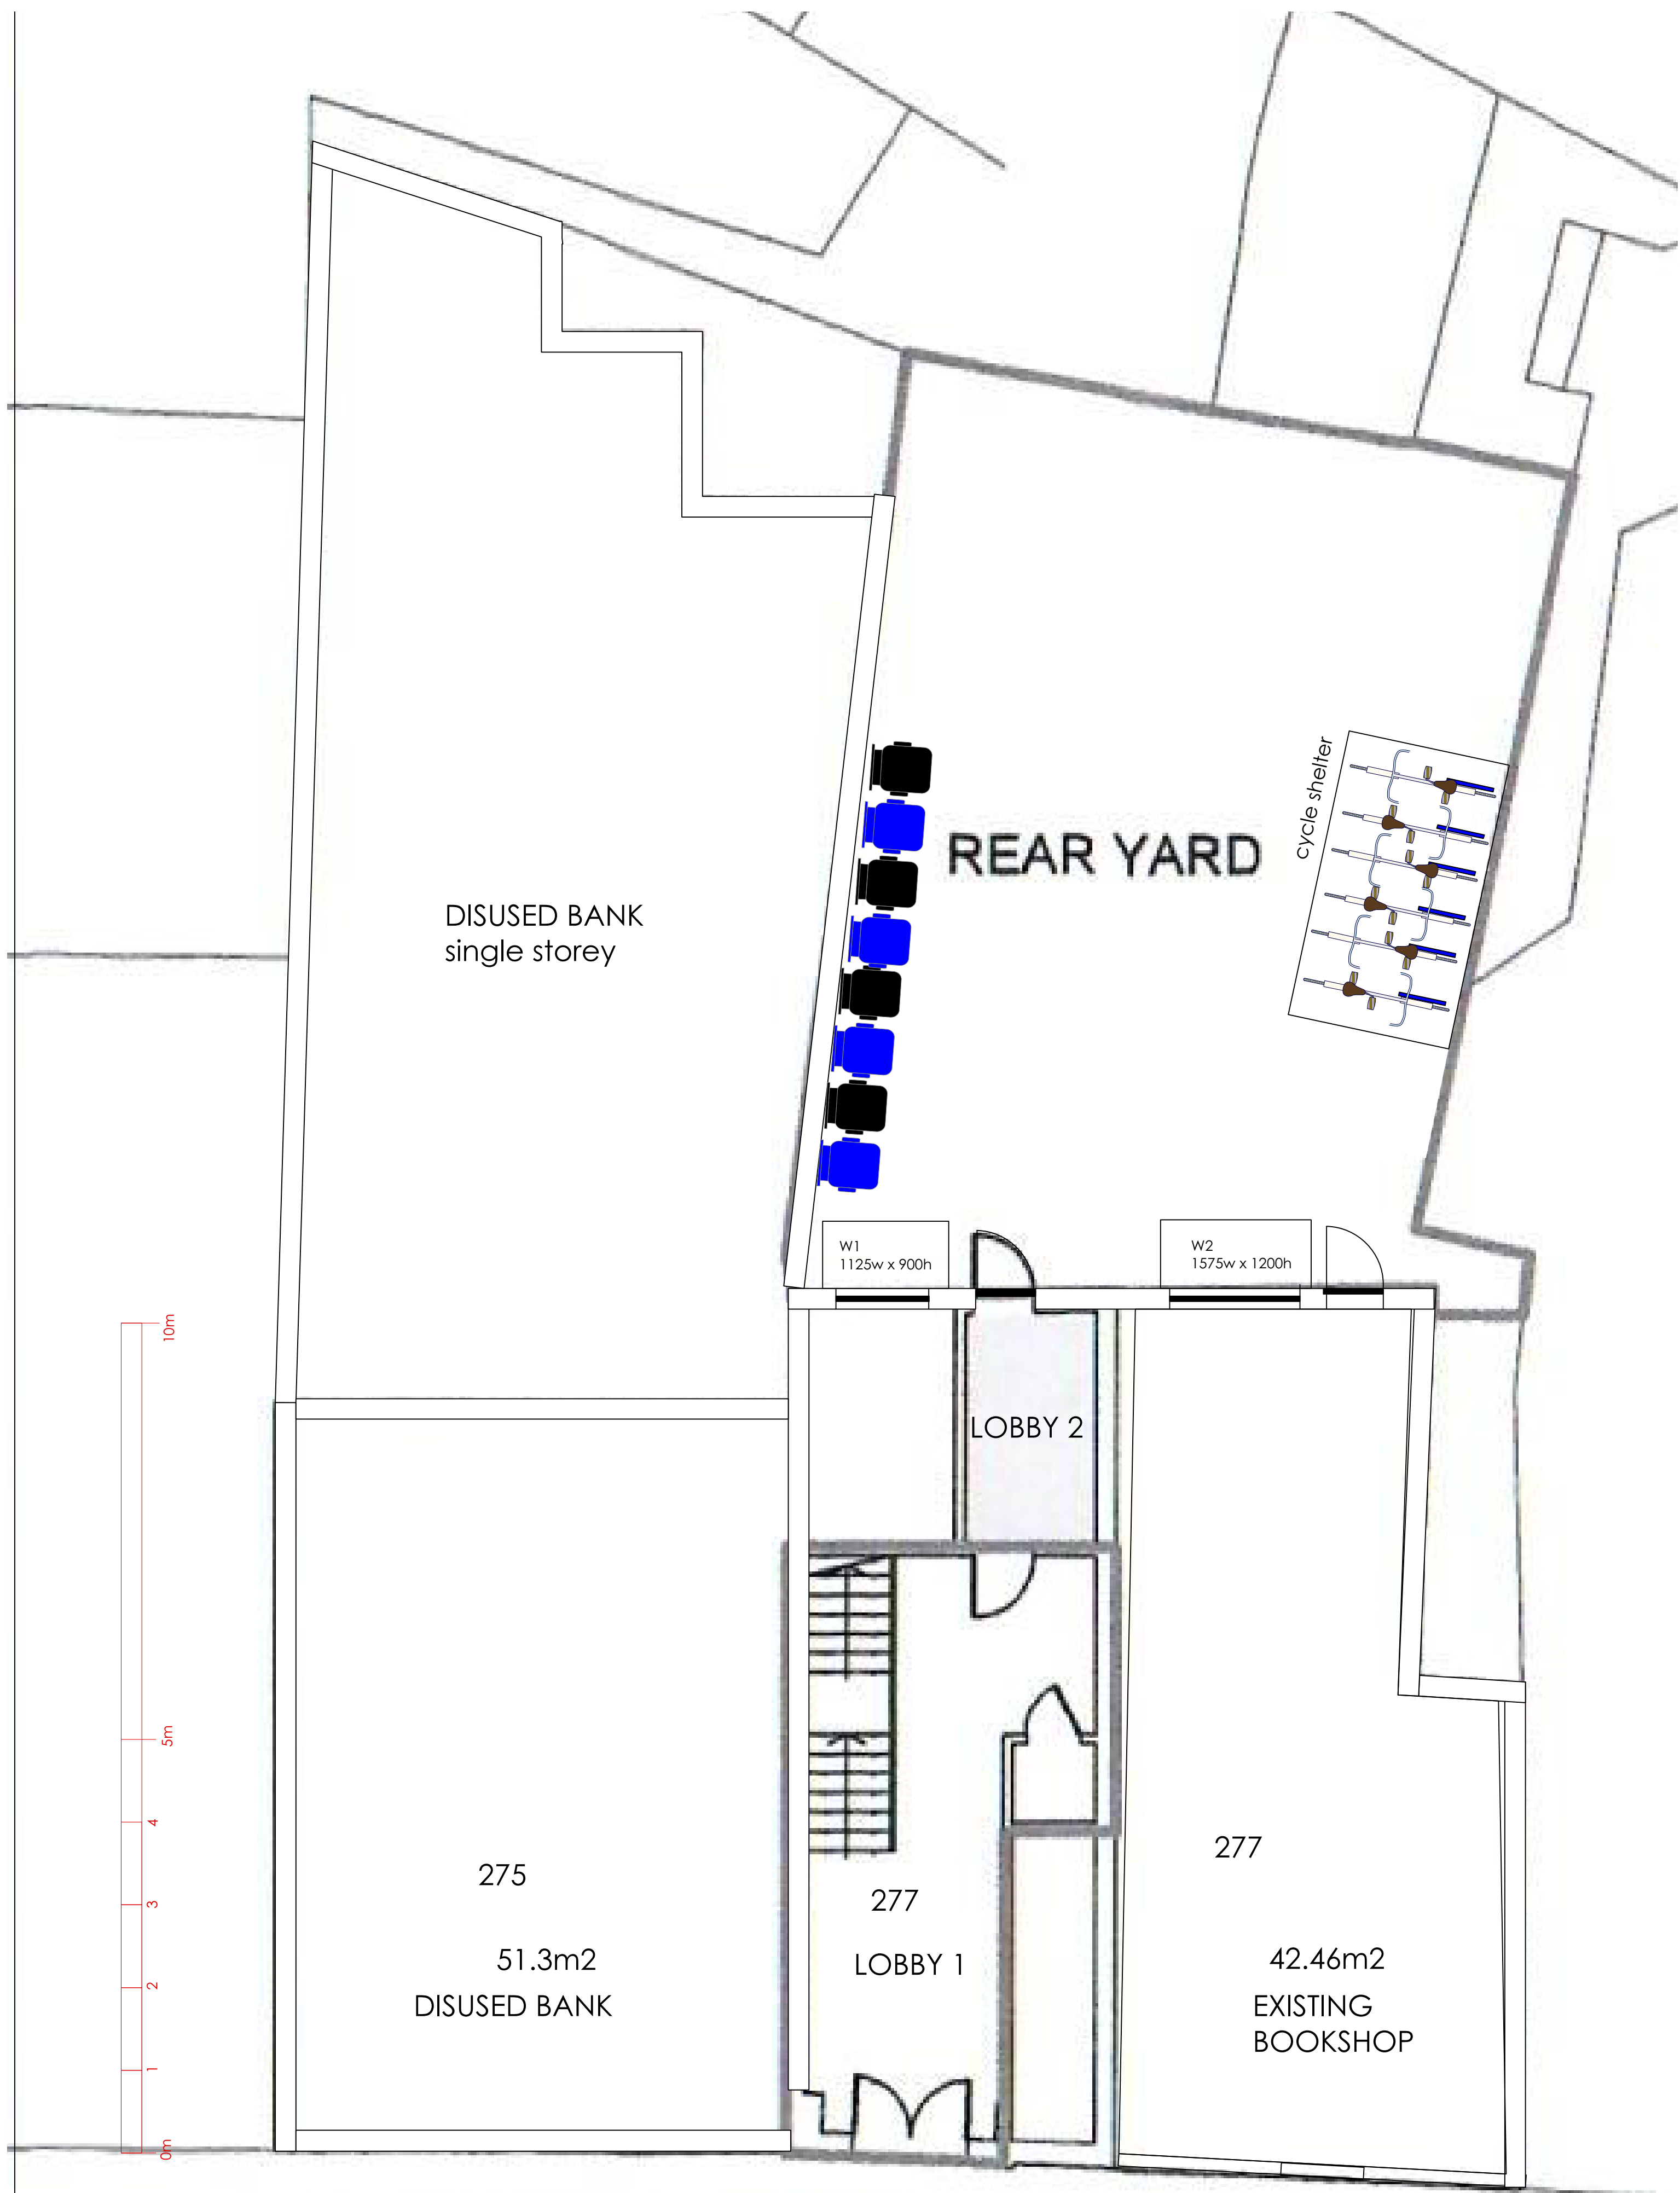 cycle shelter
REAR YARD
DISUSED BANK
single storey
W1
1125w x 900h
W2
1575w x 1200h
10m
LOBBY 2
5m
4
3
2
1
0m
275
51.3m2
DISUSED BANK
277
LOBBY 1
277
42.46m2
EXISTING
BOOKSHOP